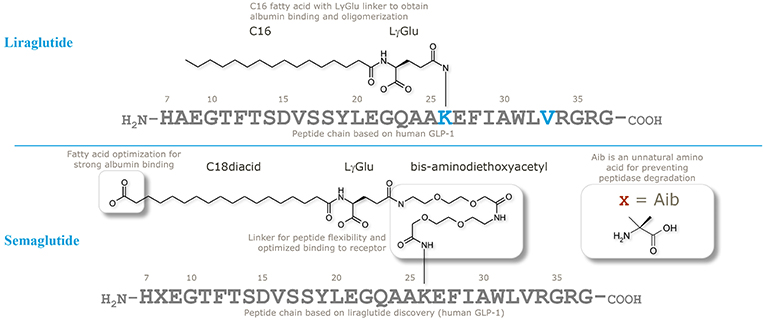 C16 fatty acid with LγGlu linker to obtain
albumin binding and oligomerization
C16 LγGlu
Liraglutide
O
H
N
O
N
O O
7 10 15 20 25 30 35
H₂N-HAEGTFTSDVSSYLEGQAAKEFIAWLVRGRG-COOH
Peptide chain based on human GLP-1
Fatty acid optimization for
strong albumin binding
C18diacid LγGlu bis-aminodiethoxyacetyl
Aib is an unnatural amino
acid for preventing
peptidase degradation
x = Aib
O
O
O
H
N
O O
O
N
O
O
O
NH
O
O
O
NH
H₂N
OH
O
Semaglutide
Linker for peptide flexibility and
optimized binding to receptor
7 10 15 20 25 30 35
H₂N-HXEGTFTSDVSSYLEGQAAKEFIAWLVRGRG-COOH
Peptide chain based on liraglutide discovery (human GLP-1)